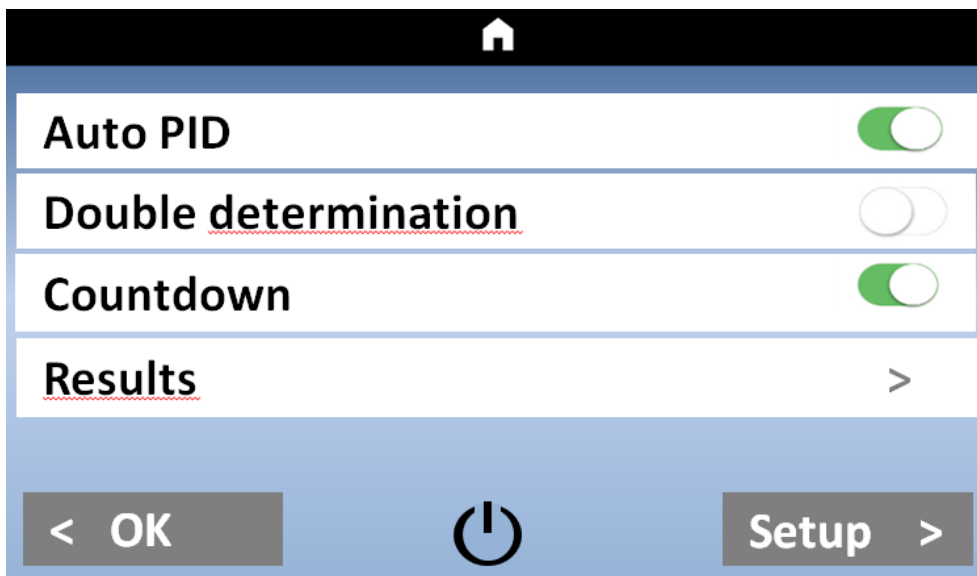 Auto PID
Double determination
Countdown
Results >
< OK
Setup >